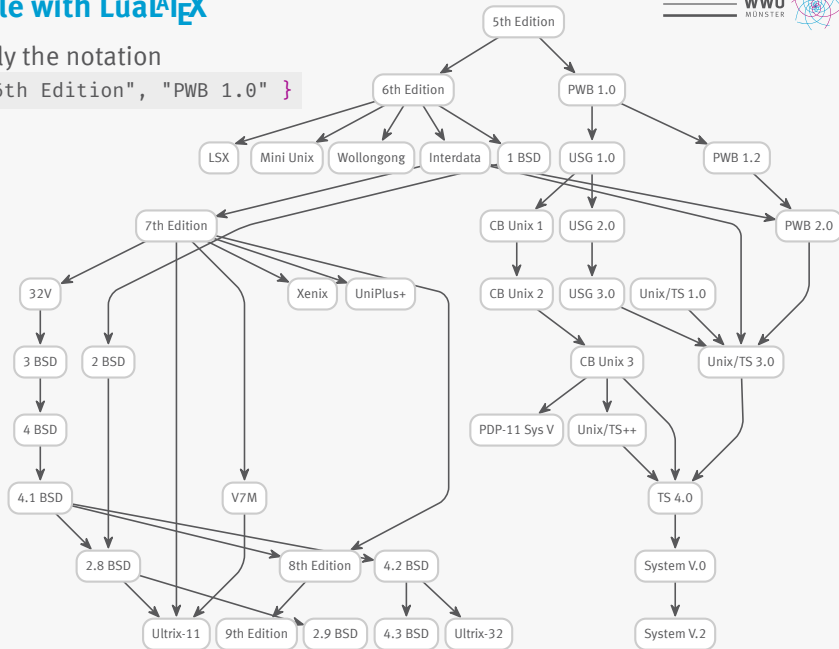 le with LuaLATEX
WWU
MÜNSTER
ly the notation
5th Edition", "PWB 1.0" }
5th Edition
6th Edition
PWB 1.0
LSX
Mini Unix
Wollongong
Interdata
1 BSD
USG 1.0
PWB 1.2
7th Edition
CB Unix 1
USG 2.0
PWB 2.0
32V
Xenix
UniPlus+
CB Unix 2
USG 3.0
Unix/TS 1.0
3 BSD
2 BSD
CB Unix 3
Unix/TS 3.0
4 BSD
PDP-11 Sys V
Unix/TS++
4.1 BSD
V7M
TS 4.0
2.8 BSD
8th Edition
4.2 BSD
System V.0
Ultrix-11
9th Edition
2.9 BSD
4.3 BSD
Ultrix-32
System V.2